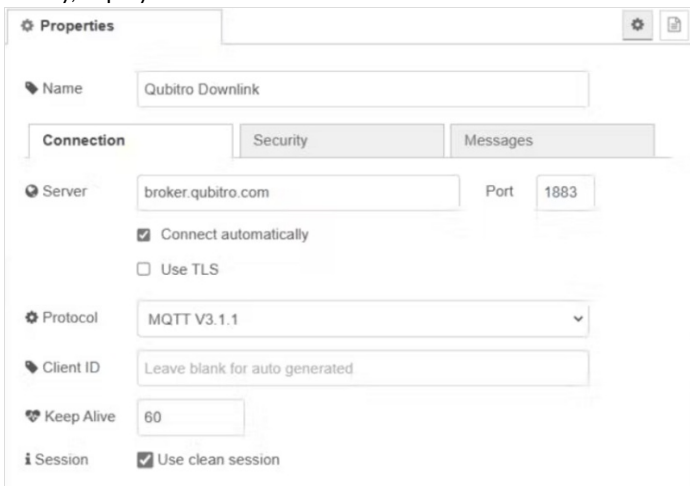 Properties
Name Qubitro Downlink
Connection Security Messages
Server broker.qubitro.com Port 1883
Connect automatically
Use TLS
Protocol MQTT V3.1.1
Client ID Leave blank for auto generated
Keep Alive 60
Session Use clean session